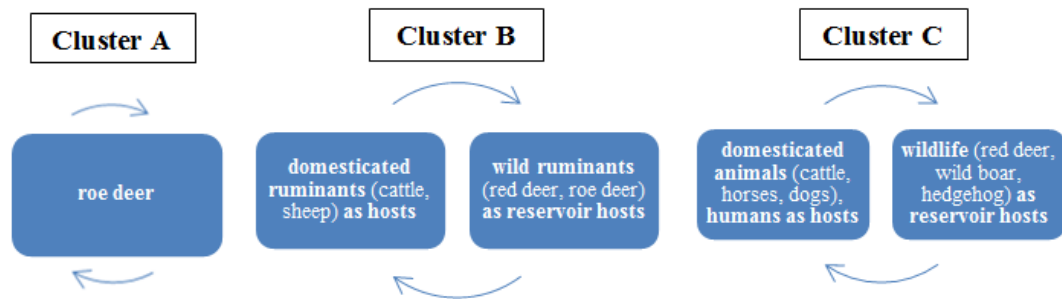 Cluster A
Cluster B
Cluster C
roe deer
domesticated
ruminants (cattle,
sheep) as hosts
wild ruminants
(red deer, roe deer)
as reservoir hosts
domesticated
animals (cattle,
horses, dogs),
humans as hosts
wildlife (red deer,
wild boar,
hedgehog) as
reservoir hosts